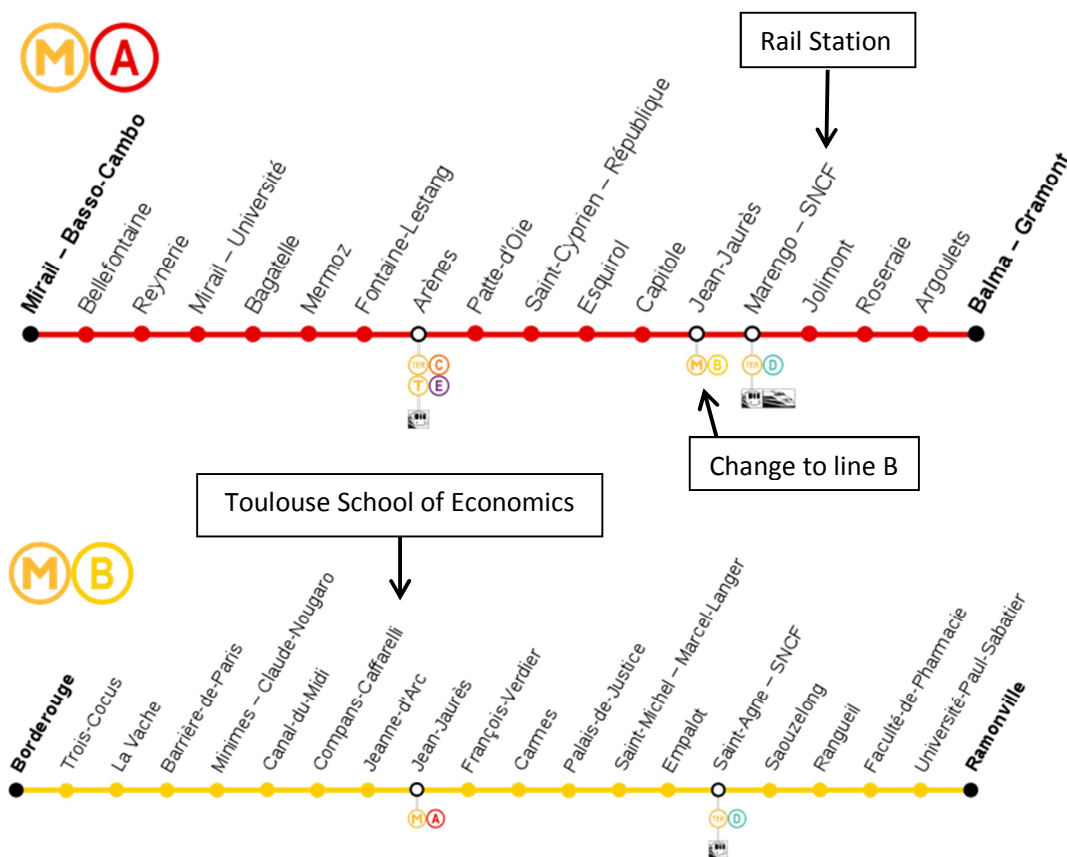 M A
Rail Station
Mirail – Basso-Cambo
Bellefontaine
Reynerie
Mirail – Université
Bagatelle
Mermoz
Fontaine-Lestang
Arènes
Patte-d'Oie
Saint-Cyprien – République
Esquirol
Capitole
Jean-Jaurès
Marengo – SNCF
Jolimont
Roseraie
Argoulets
Balma – Gramont
TER C
T E
M B
TER D
Change to line B
Toulouse School of Economics
M B
Borderouge
Trois-Cocus
La Vache
Barrière-de-Paris
Minimes – Claude-Nougaro
Canal-du-Midi
Compans-Caffarelli
Jeanne-d'Arc
Jean-Jaurès
François-Verdier
Carmes
Palais-de-Justice
Saint-Michel – Marcel-Langer
Empalot
Saint-Agne – SNCF
Saouzelong
Rangueil
Faculté-de-Pharmacie
Université-Paul-Sabatier
Ramonville
M A
TER D